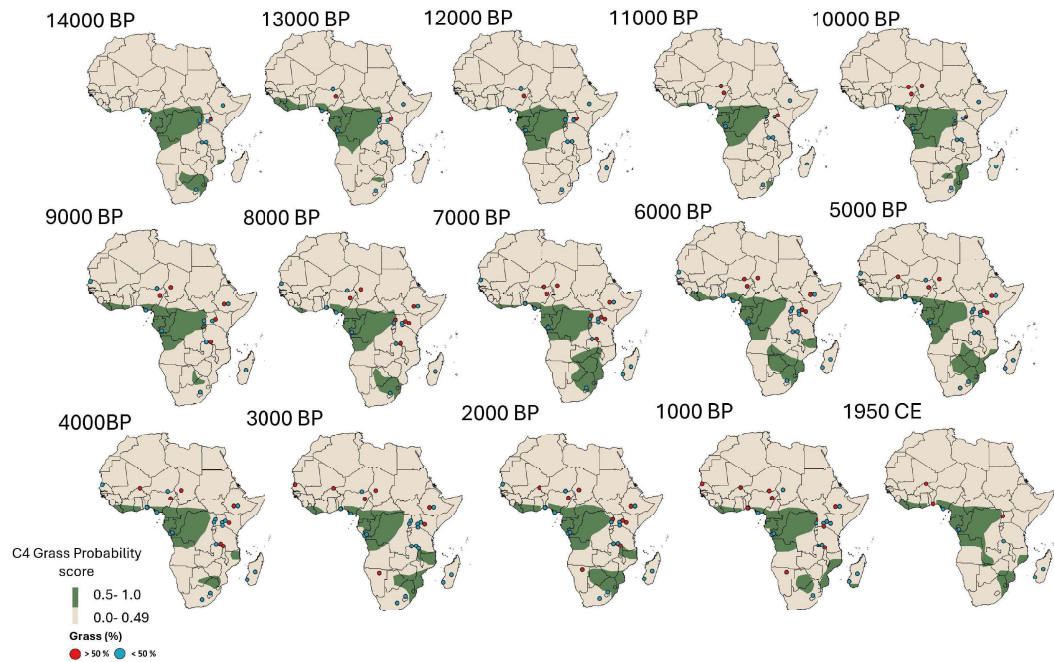 14000 BP
13000 BP
12000 BP
11000 BP
10000 BP
9000 BP
8000 BP
7000 BP
6000 BP
5000 BP
4000BP
3000 BP
2000 BP
1000 BP
1950 CE
C4 Grass Probability
score
0.5- 1.0
0.0- 0.49
Grass (%)
> 50 % < 50 %